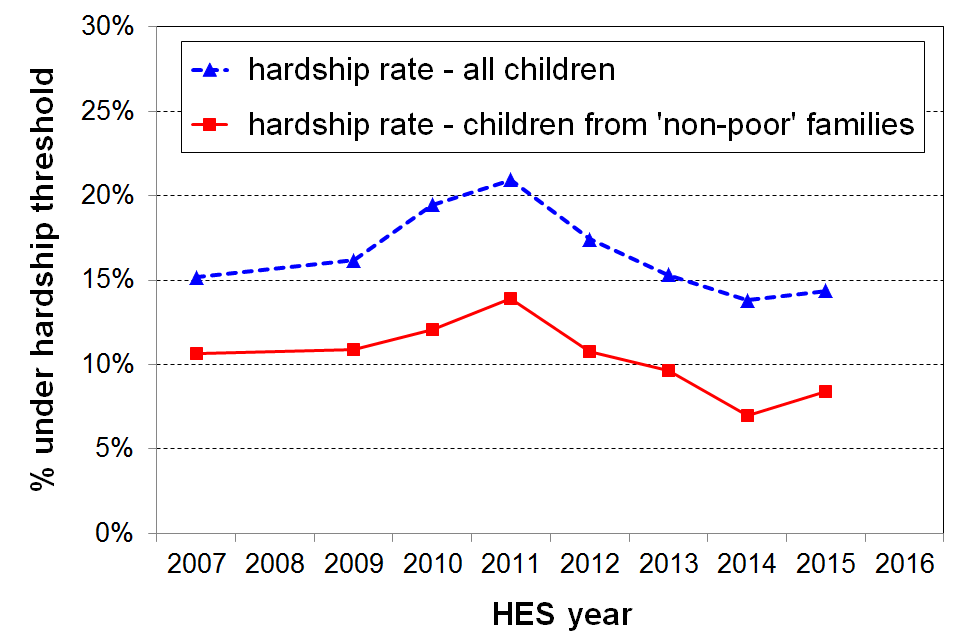 30%
hardship rate - all children
25%
hardship rate - children from 'non-poor' families
20%
15%
10%
5%
0%
% under hardship threshold
2007 2008 2009 2010 2011 2012 2013 2014 2015 2016
HES year